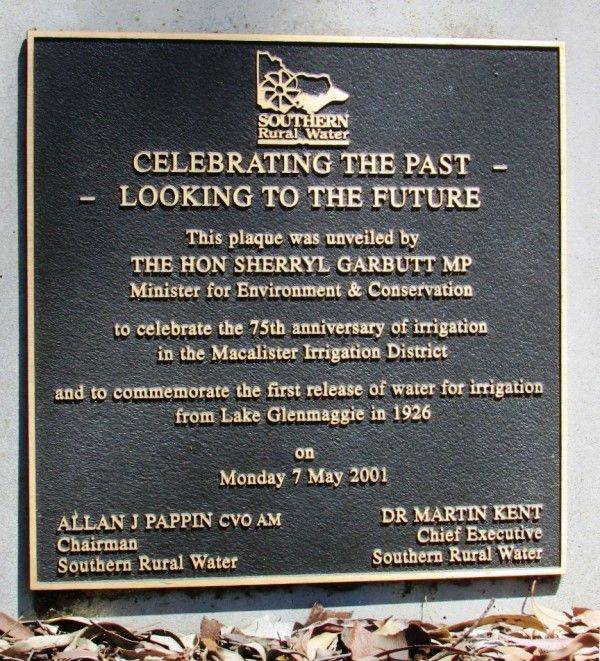 SOUTHERN
Rural Water
CELEBRATING THE PAST –
– LOOKING TO THE FUTURE
This plaque was unveiled by
THE HON SHERRYL GARBUTT MP
Minister for Environment & Conservation
to celebrate the 75th anniversary of irrigation
in the Macalister Irrigation District
and to commemorate the first release of water for irrigation
from Lake Glenmaggie in 1926
on
Monday 7 May 2001
ALLAN J PAPPIN CVO AM
Chairman
Southern Rural Water
DR MARTIN KENT
Chief Executive
Southern Rural Water